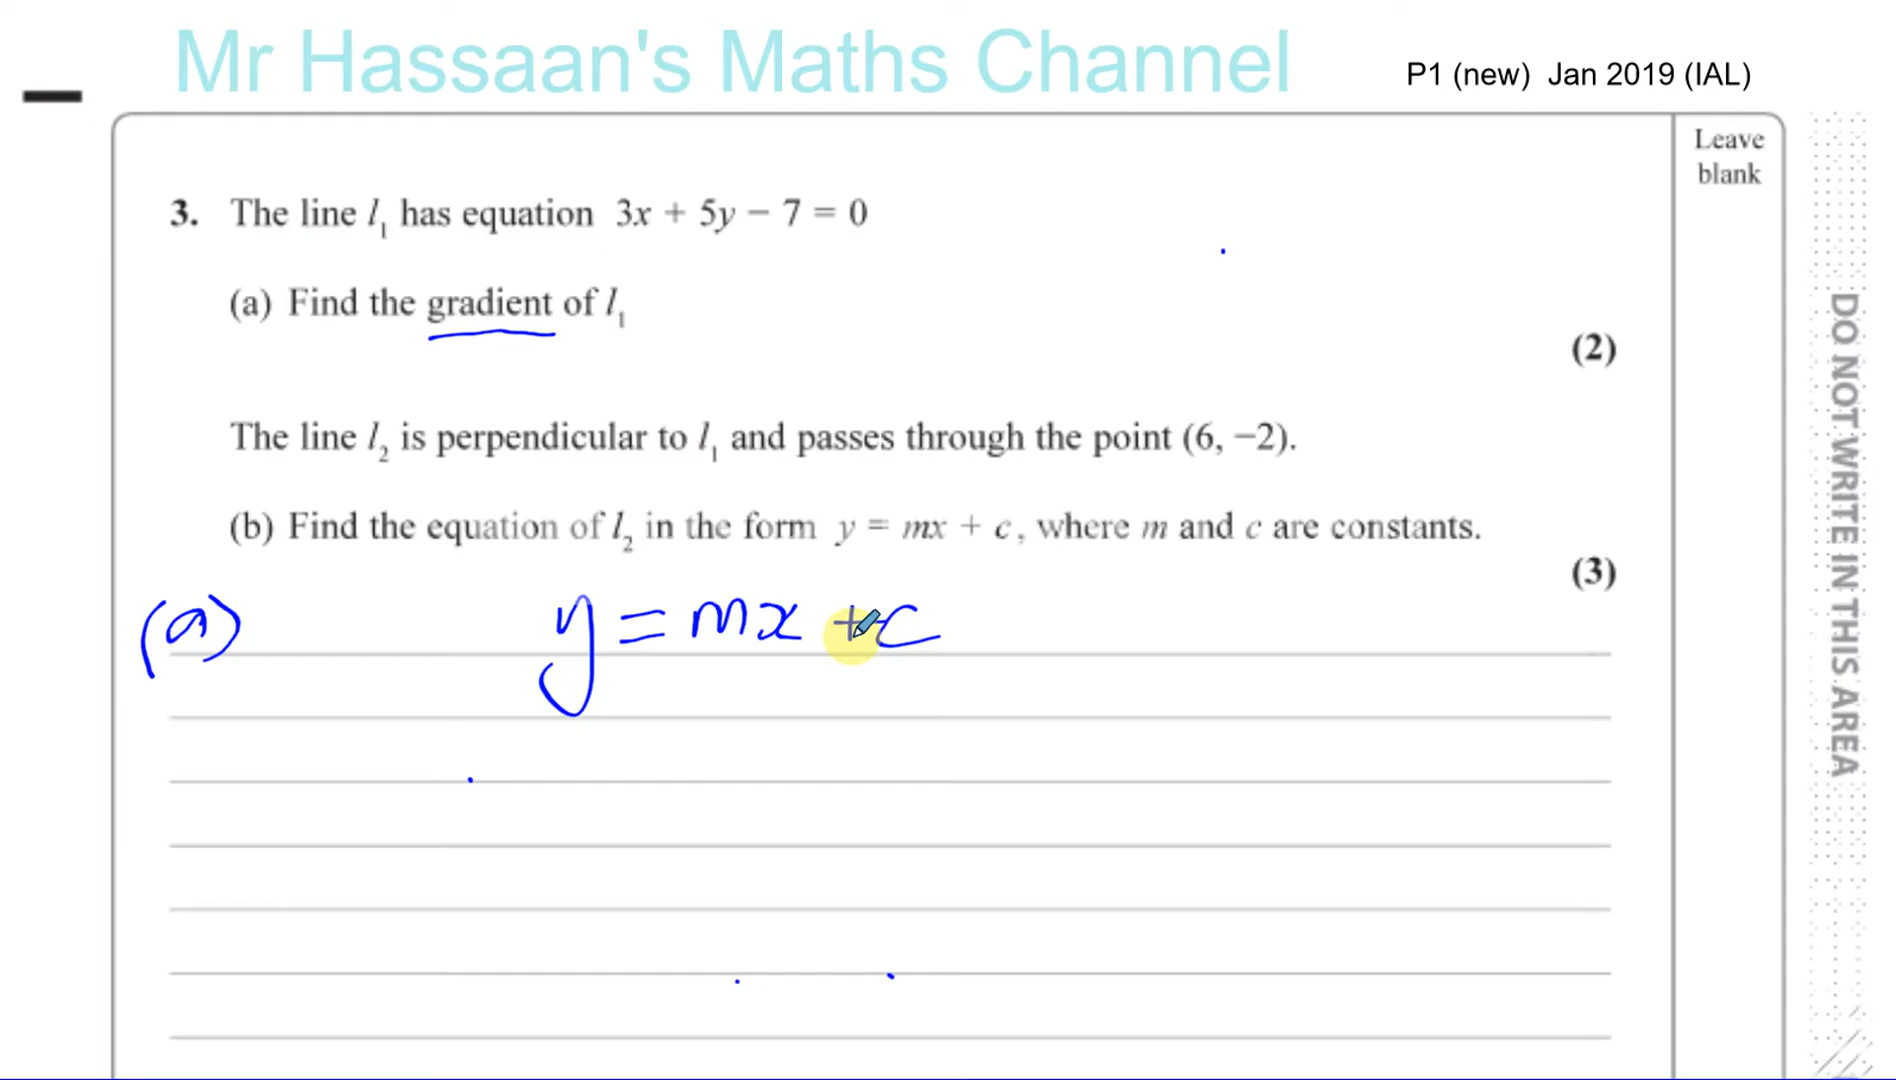 Mr Hassaan's Maths Channel
P1 (new) Jan 2019 (IAL)
Leave
blank
3. The line l₁ has equation 3x + 5y − 7 = 0
(a) Find the gradient of l₁
(2)
The line l₂ is perpendicular to l₁ and passes through the point (6, −2).
(b) Find the equation of l₂ in the form y = mx + c, where m and c are constants.
(3)
(a) y = mx + c
DO NOT WRITE IN THIS AREA